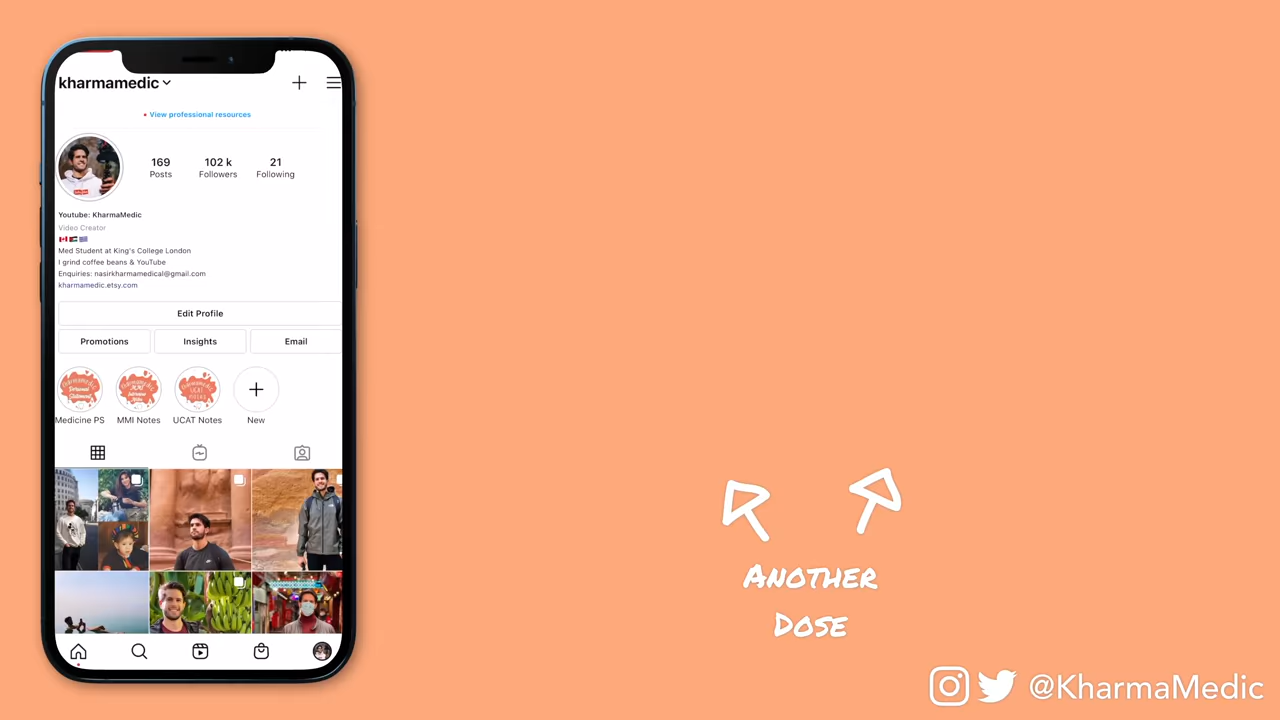 kharmamedic
View professional resources
169
Posts
102 k
Followers
21
Following
Youtube: KharmaMedic
Video Creator
Med Student at King's College London
I grind coffee beans & YouTube
Enquiries: nasirkharmamedical@gmail.com
kharmamedic.etsy.com
Edit Profile
Promotions
Insights
Email
Medicine PS
MMI Notes
UCAT Notes
New
ANOTHER
DOSE
@KharmaMedic